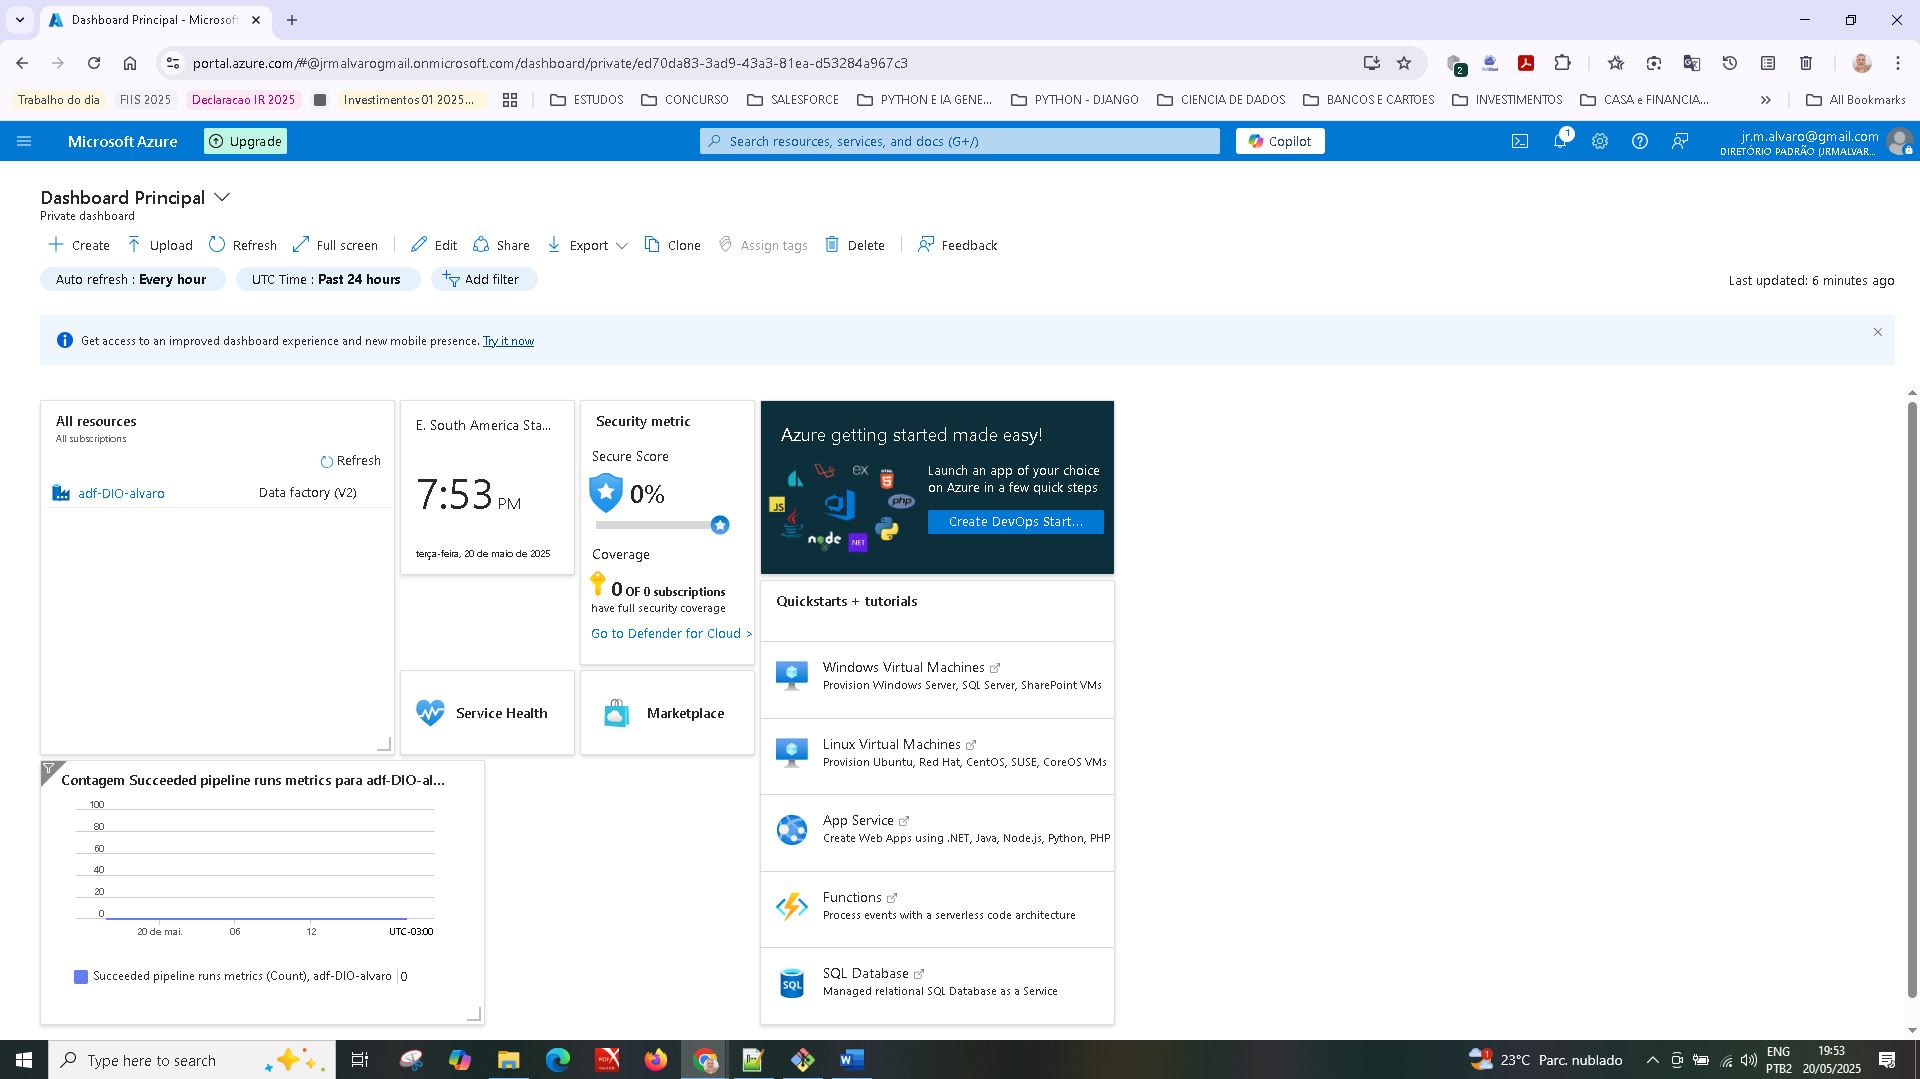 Dashboard Principal - Microsof
portal.azure.com/#@jrmalvarogmail.onmicrosoft.com/dashboard/private/ed70da83-3ad9-43a3-81ea-d53284a967c3
2
Trabalho do dia
FIIS 2025
Declaracao IR 2025
Investimentos 01 2025...
ESTUDOS
CONCURSO
SALESFORCE
PYTHON E IA GENE...
PYTHON - DJANGO
CIENCIA DE DADOS
BANCOS E CARTOES
INVESTIMENTOS
CASA e FINANCIA...
All Bookmarks
Microsoft Azure
Upgrade
Search resources, services, and docs (G+/)
Copilot
1
jr.m.alvaro@gmail.com
DIRETÓRIO PADRÃO (JRMALVAR...
Dashboard Principal
Private dashboard
Create
Upload
Refresh
Full screen
Edit
Share
Export
Clone
Assign tags
Delete
Feedback
Auto refresh : Every hour
UTC Time : Past 24 hours
Add filter
Last updated: 6 minutes ago
Get access to an improved dashboard experience and new mobile presence. Try it now
All resources
All subscriptions
Refresh
adf-DIO-alvaro
Data factory (V2)
E. South America Sta...
7:53 PM
terça-feira, 20 de maio de 2025
Security metric
Secure Score
0%
Coverage
0 OF 0 subscriptions
have full security coverage
Go to Defender for Cloud >
Service Health
Marketplace
Azure getting started made easy!
Launch an app of your choice
on Azure in a few quick steps
Create DevOps Start...
JS
EX
HTML
php
node
.NET
Quickstarts + tutorials
Windows Virtual Machines
Provision Windows Server, SQL Server, SharePoint VMs
Linux Virtual Machines
Provision Ubuntu, Red Hat, CentOS, SUSE, CoreOS VMs
App Service
Create Web Apps using .NET, Java, Node.js, Python, PHP
Functions
Process events with a serverless code architecture
SQL
SQL Database
Managed relational SQL Database as a Service
Contagem Succeeded pipeline runs metrics para adf-DIO-al...
100
80
60
40
20
0
20 de mai.
06
12
UTC-03:00
Succeeded pipeline runs metrics (Count), adf-DIO-alvaro
0
Type here to search
1
23°C Parc. nublado
ENG
PTB2
19:53
20/05/2025